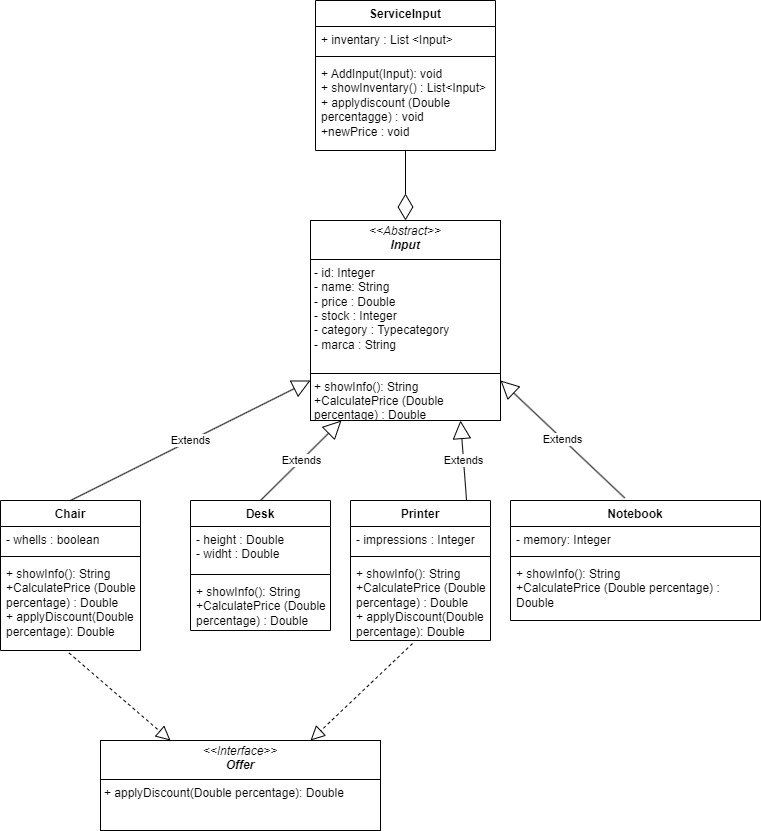 ServiceInput
+ inventary : List <Input>
+ AddInput(Input): void
+ showInventary() : List<Input>
+ applydiscount (Double
percentagge) : void
+newPrice : void
<<Abstract>>
Input
- id: Integer
- name: String
- price : Double
- stock : Integer
- category : Typecategory
- marca : String
+ showInfo(): String
+CalculatePrice (Double
percentage) : Double
Extends
Extends
Extends
Extends
Chair
- whells : boolean
+ showInfo(): String
+CalculatePrice (Double
percentage) : Double
+ applyDiscount(Double
percentage): Double
Desk
- height : Double
- widht : Double
+ showInfo(): String
+CalculatePrice (Double
percentage) : Double
Printer
- impressions : Integer
+ showInfo(): String
+CalculatePrice (Double
percentage) : Double
+ applyDiscount(Double
percentage): Double
Notebook
- memory: Integer
+ showInfo(): String
+CalculatePrice (Double percentage) :
Double
<<Interface>>
Offer
+ applyDiscount(Double percentage): Double